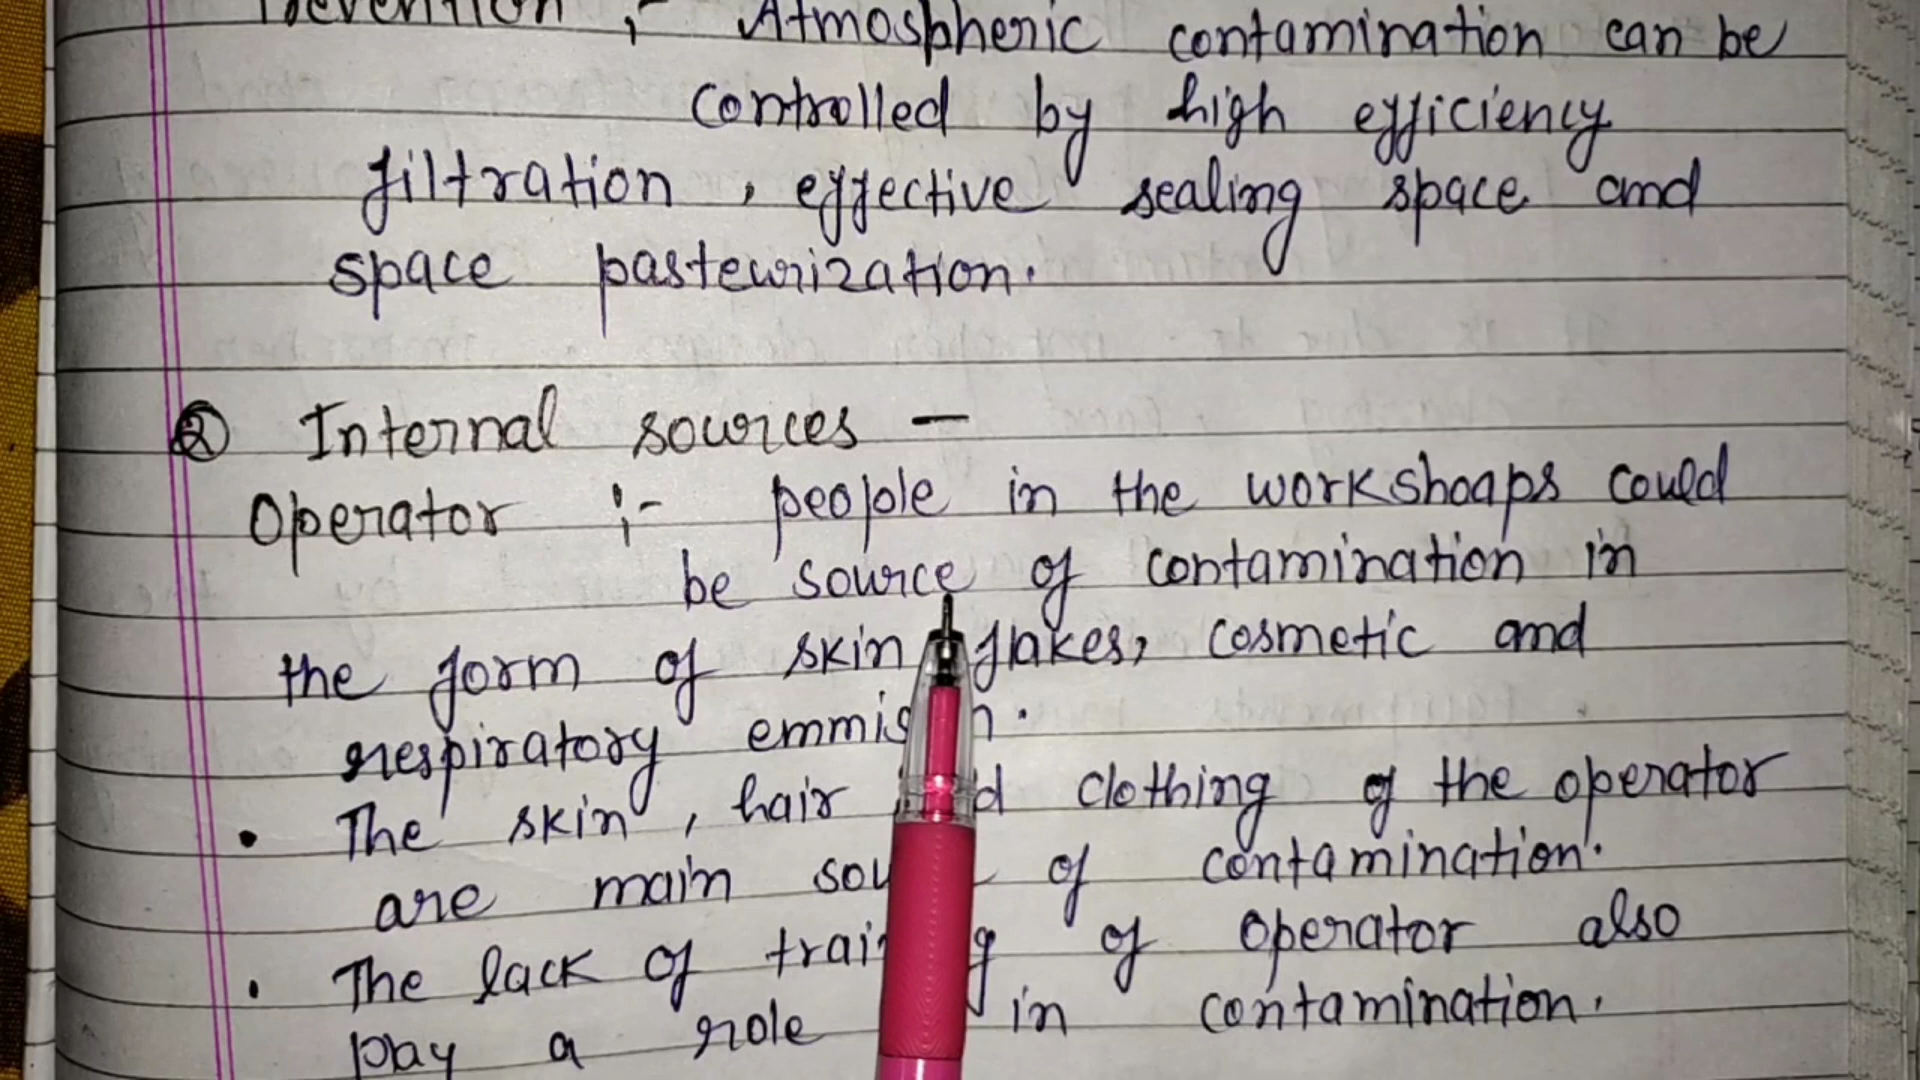 Prevention :- Atmospheric contamination can be
controlled by high efficiency
filtration , effective sealing space and
space pasteurization.
② Internal sources —
Operator :- people in the workshoaps could
be source of contamination in
the form of skin flakes, cosmetic and
respiratory
• The skin , hair clothing of the operator
are main of contamination.
• The lack of of operator also
play a role in contamination.